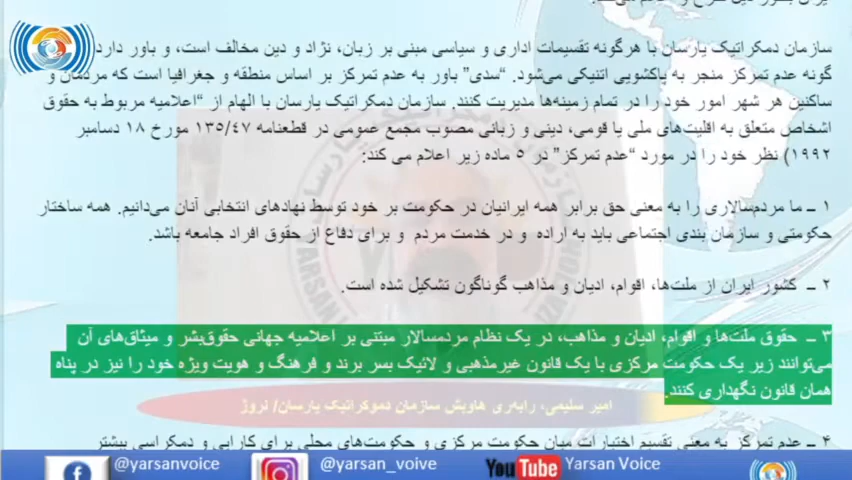 سازمان دمکراتیک یارسان با هرگونه تقسیمات اداری و سیاسی مبنی بر زبان، نژاد و دین مخالف است، و باور دارد
گونه عدم تمرکز منجر به پاکشویی اتنیکی می‌شود. “سدی” باور به عدم تمرکز بر اساس منطقه و جغرافیا است که مردمان و
ساکنین هر شهر امور خود را در تمام زمینه‌ها مدیریت کنند. سازمان دمکراتیک یارسان با الهام از “اعلامیه مربوط به حقوق
اشخاص متعلق به اقلیت‌های ملی یا قومی، دینی و زبانی مصوب مجمع عمومی در قطعنامه ۱۳۵/۴۷ مورخ ۱۸ دسامبر
۱۹۹۲) نظر خود را در مورد “عدم تمرکز” در ۵ ماده زیر اعلام می کند:
۱ ــ ما مردم‌سالاری را به معنی حق برابر همه ایرانیان در حکومت بر خود توسط نهادهای انتخابی آنان می‌دانیم. همه ساختار
حکومتی و سازمان بندی اجتماعی باید به اراده و در خدمت مردم و برای دفاع از حقوق افراد جامعه باشد.
۲ ــ کشور ایران از ملت‌ها، اقوام، ادیان و مذاهب گوناگون تشکیل شده است.
۳ ــ حقوق ملت‌ها و اقوام، ادیان و مذاهب، در یک نظام مردمسالار مبتنی بر اعلامیه جهانی حقوق‌بشر و میثاق‌های آن
می‌توانند زیر یک حکومت مرکزی با یک قانون غیرمذهبی و لائیک بسر برند و فرهنگ و هویت ویژه خود را نیز در پناه
همان قانون نگهداری کنند.
امیر سلیمی، رابه‌ری هاوبش سازمان دموکراتیک یارسان/ نروژ
۴ ــ عدم تمرکز به معنی تقسیم اختیارات میان حکومت مرکزی و حکومت‌های محلی برای کارایی و دمکراسی بیشتر
@yarsanvoice
@yarsan_voive
YouTube Yarsan Voice